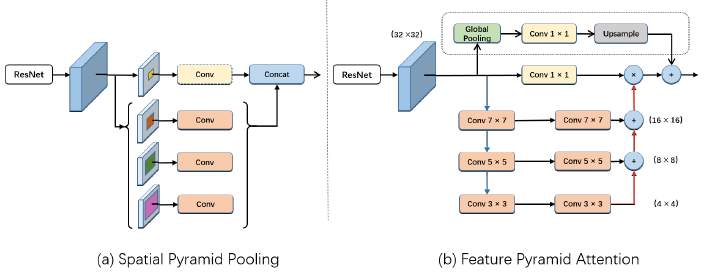 ResNet
Conv
Concat
Conv
Conv
Conv
(a) Spatial Pyramid Pooling
(32 ×32)
Global
Pooling
Conv 1 × 1
Upsample
ResNet
Conv 1 × 1
×
+
Conv 7 × 7
Conv 7 × 7
+
(16 × 16)
Conv 5 × 5
Conv 5 × 5
+
(8 × 8)
Conv 3 × 3
Conv 3 × 3
(4 × 4)
(b) Feature Pyramid Attention